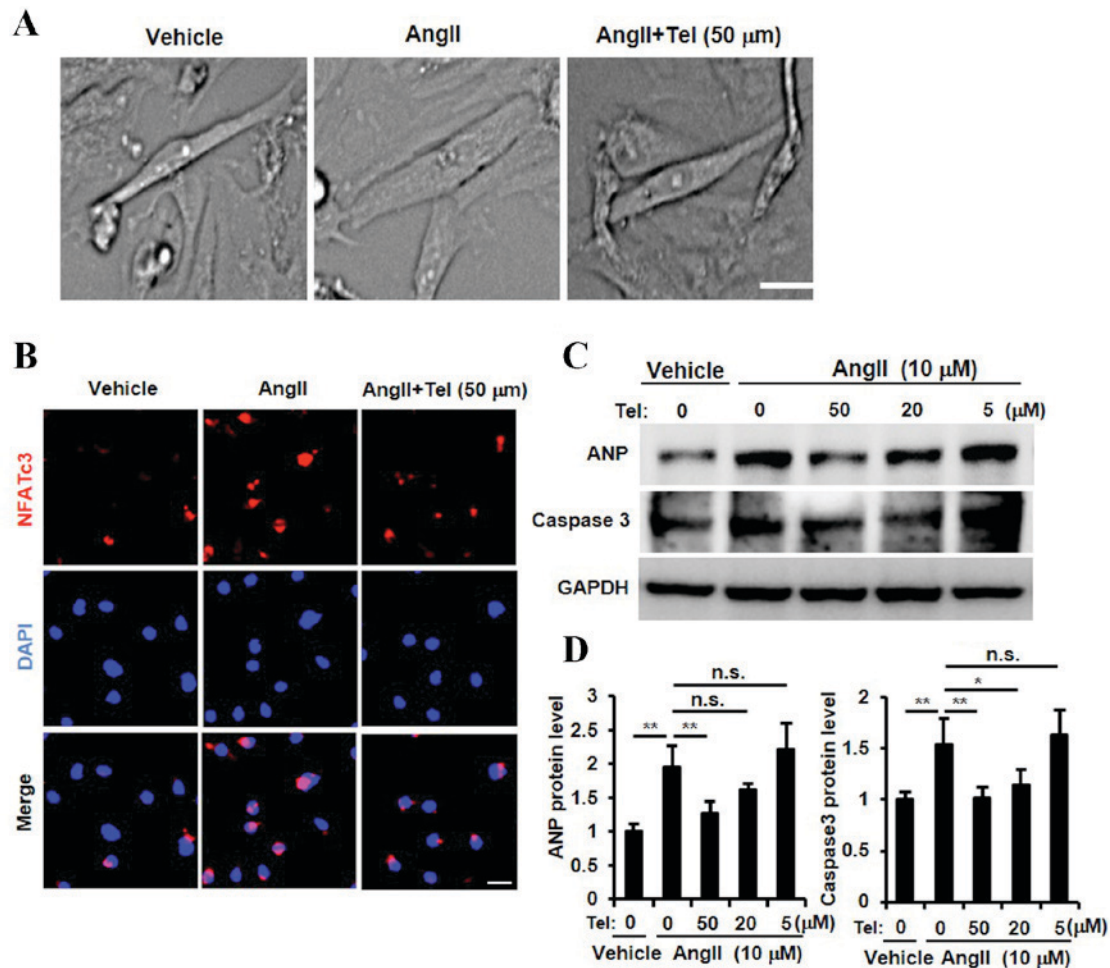 A
Vehicle AngII AngII+Tel (50 μm)
B
Vehicle AngII AngII+Tel (50 μm)
NFATc3
DAPI
Merge
C
Vehicle AngII (10 μM)
Tel: 0 0 50 20 5 (μM)
ANP
Caspase 3
GAPDH
D
ANP protein level
3
2.5
2
1.5
1
0.5
0
n.s.
n.s.
** **
Tel: 0 0 50 20 5 (μM)
Vehicle AngII (10 μM)
Caspase3 protein level
2
1.5
1
0.5
0
n.s.
*
** **
Tel: 0 0 50 20 5 (μM)
Vehicle AngII (10 μM)